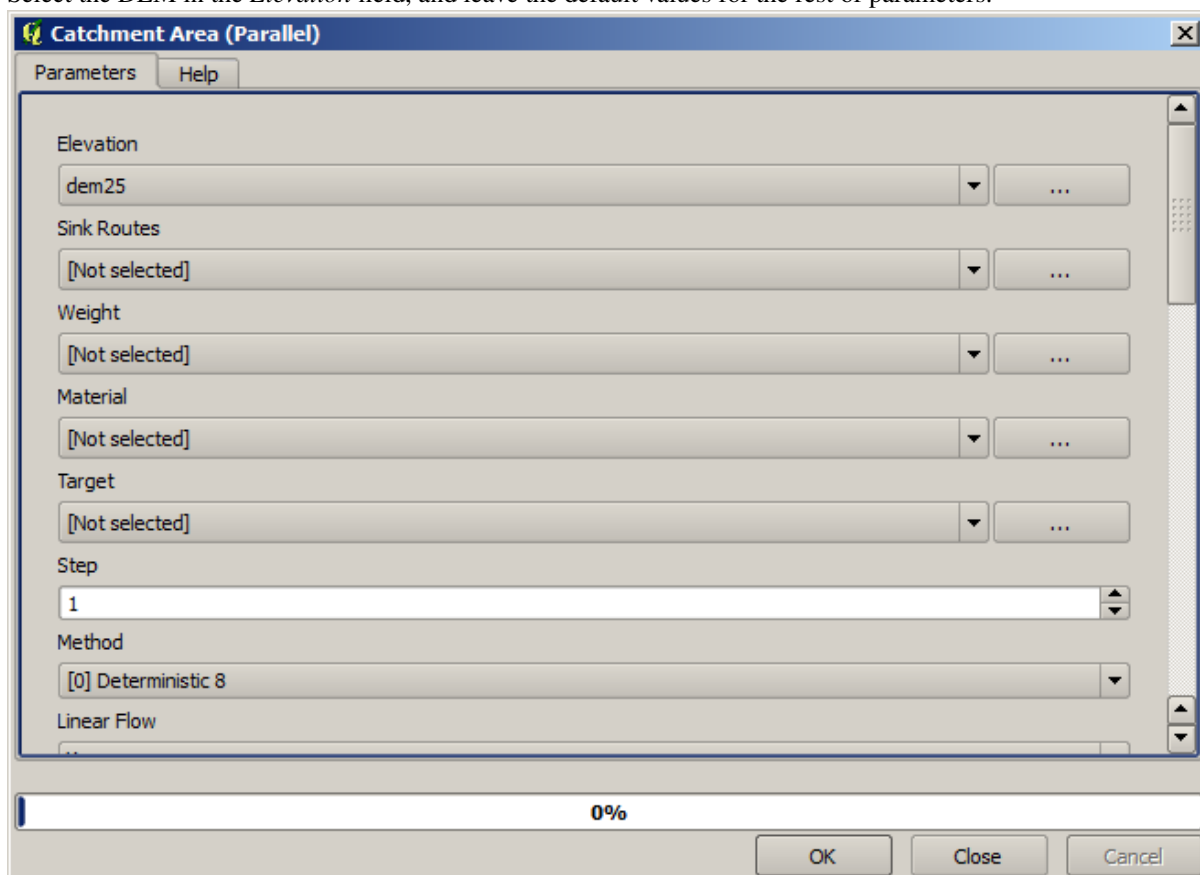 Select the DEM in the Elevation field, and leave the default values for the rest of parameters.
Catchment Area (Parallel)
Parameters Help
Elevation
dem25 ...
Sink Routes
[Not selected] ...
Weight
[Not selected] ...
Material
[Not selected] ...
Target
[Not selected] ...
Step
1
Method
[0] Deterministic 8
Linear Flow
0%
OK Close Cancel